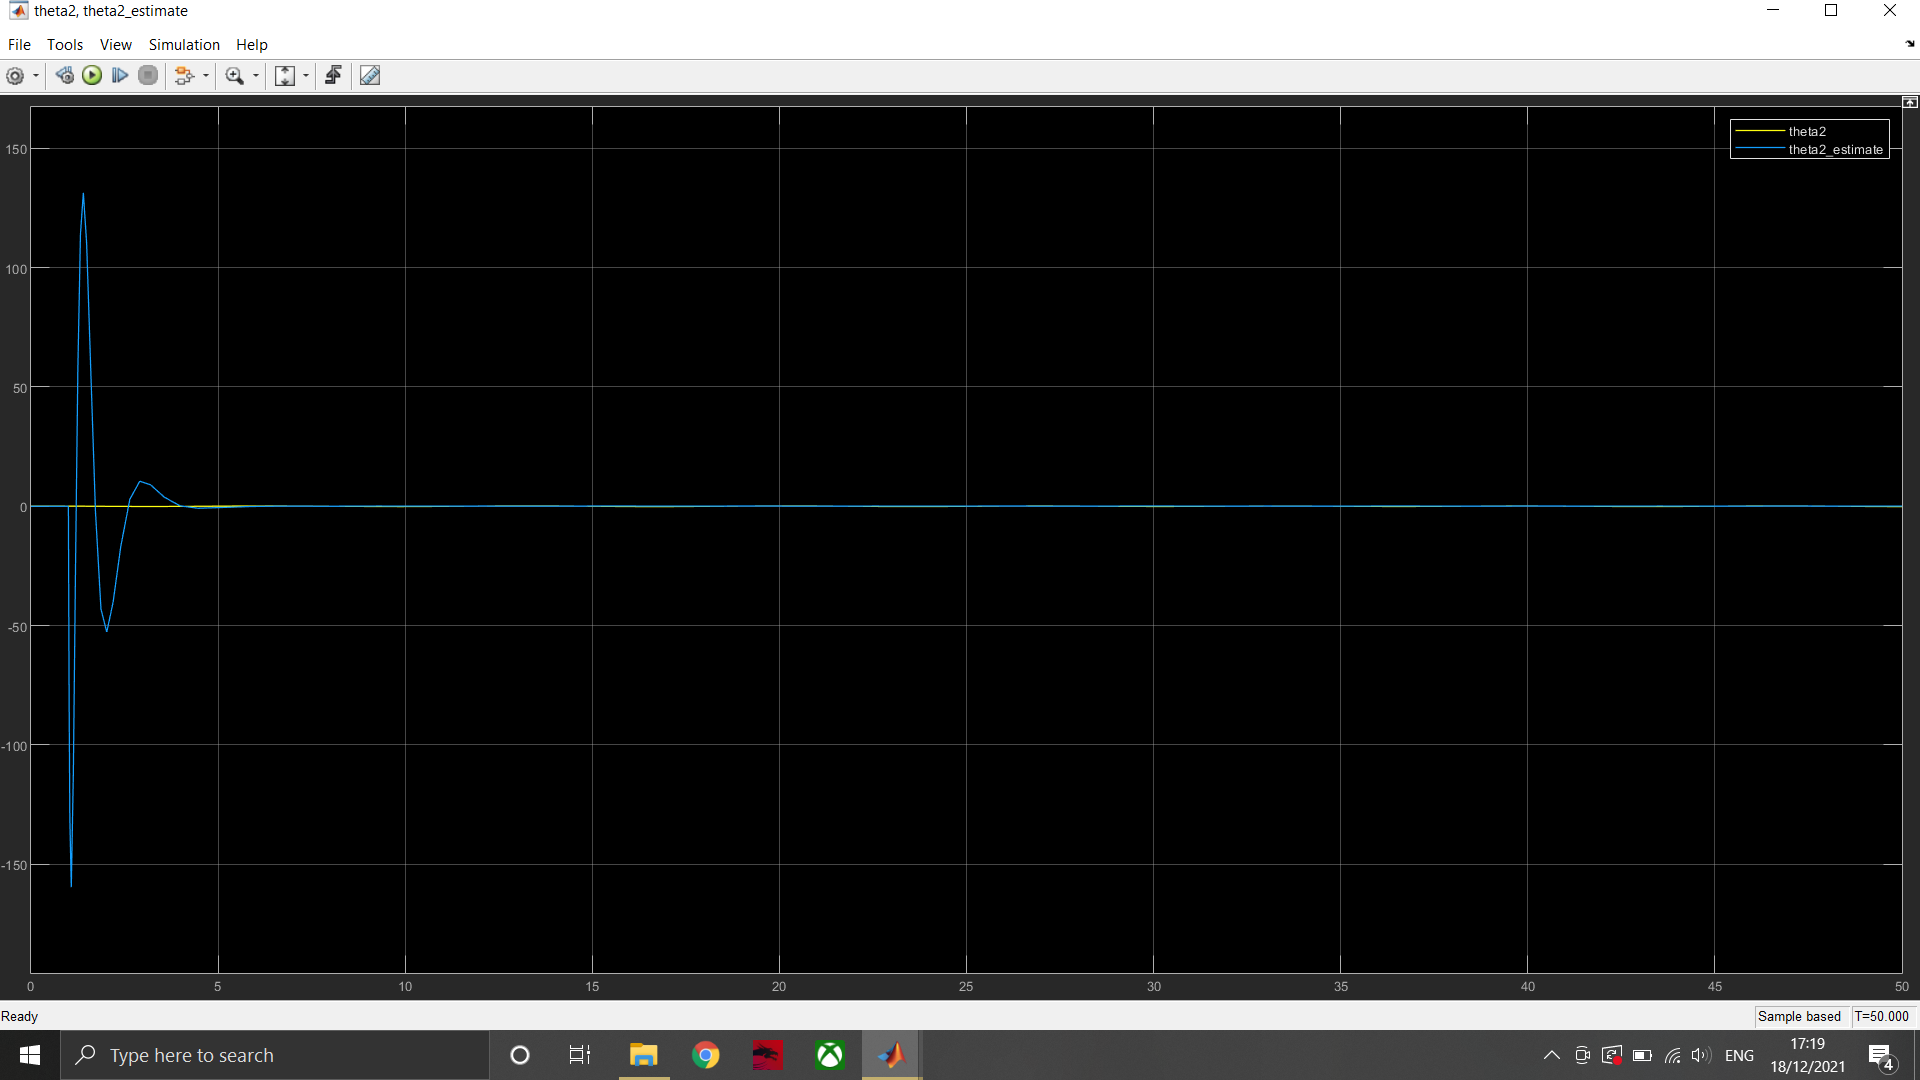 theta2, theta2_estimate
File Tools View Simulation Help
theta2
theta2_estimate
150
100
50
0
-50
-100
-150
0 5 10 15 20 25 30 35 40 45 50
Ready
Sample based T=50.000
Type here to search
ENG
17:19
18/12/2021
4